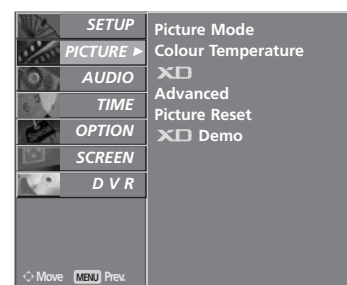 SETUP
PICTURE ►
AUDIO
TIME
OPTION
SCREEN
D V R
Picture Mode
Colour Temperature
XD
Advanced
Picture Reset
XD Demo
Move MENU Prev.